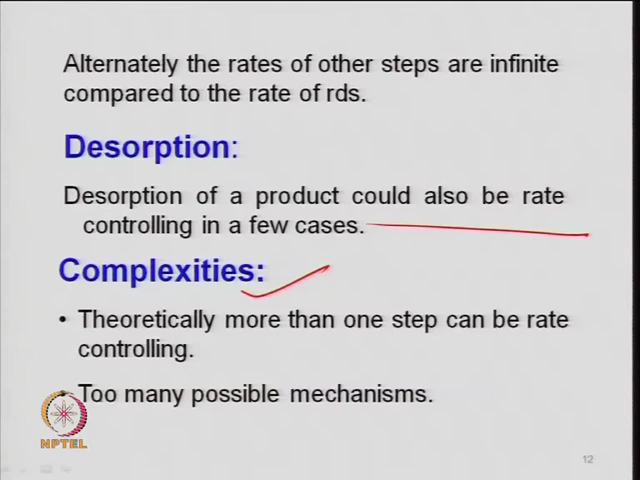 Alternately the rates of other steps are infinite
compared to the rate of rds.
Desorption:
Desorption of a product could also be rate
controlling in a few cases.
Complexities:
• Theoretically more than one step can be rate
controlling.
Too many possible mechanisms.
NPTEL
12